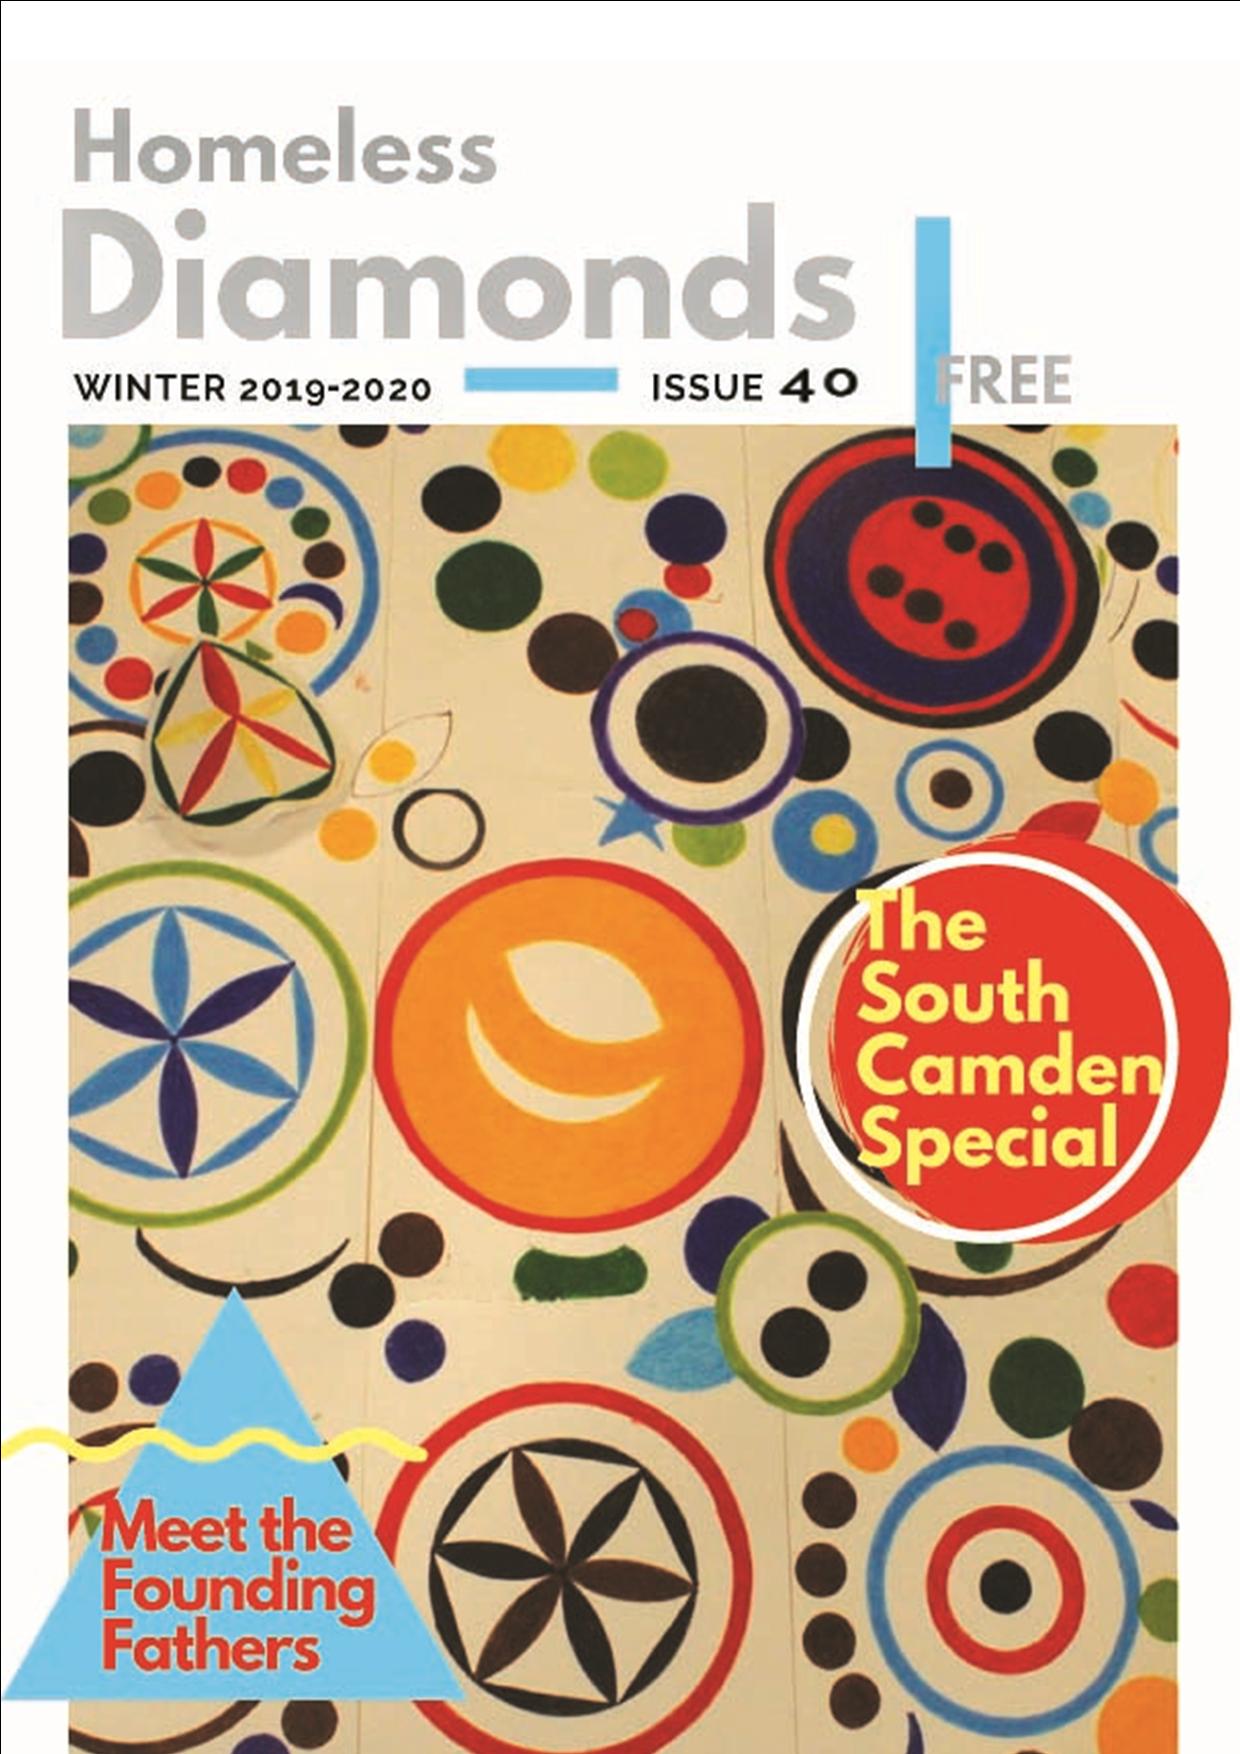 Homeless
Diamonds
WINTER 2019-2020 ISSUE 40 FREE
The
South
Camden
Special
Meet the
Founding
Fathers